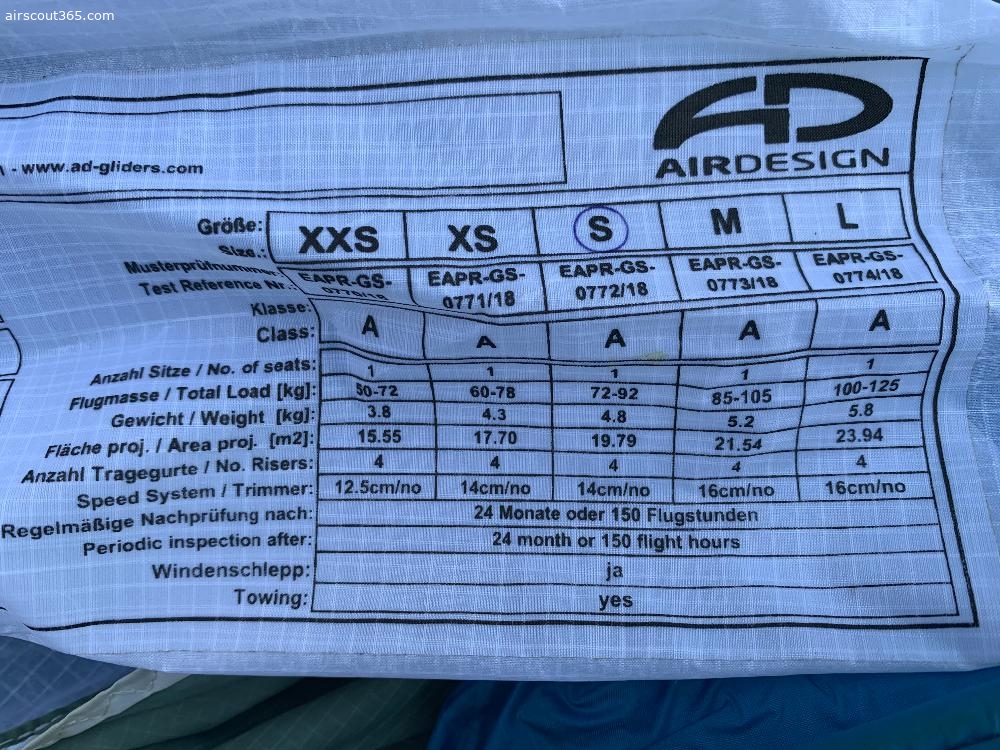 airscout365.com
- www.ad-gliders.com
AD
AIRDESIGN
Größe: XXS XS S M L
Size.:
Musterprüfnummer EAPR-GS- EAPR-GS- EAPR-GS- EAPR-GS- EAPR-GS-
Test Reference Nr.: 0770/18 0771/18 0772/18 0773/18 0774/18
Klasse: A A A A A
Class:
Anzahl Sitze / No. of seats: 1 1 1 1 1
Flugmasse / Total Load [kg]: 50-72 60-78 72-92 85-105 100-125
Gewicht / Weight [kg]: 3.8 4.3 4.8 5.2 5.8
Fläche proj. / Area proj. [m2]: 15.55 17.70 19.79 21.54 23.94
Anzahl Tragegurte / No. Risers: 4 4 4 4 4
Speed System / Trimmer: 12.5cm/no 14cm/no 14cm/no 16cm/no 16cm/no
Regelmäßige Nachprüfung nach: 24 Monate oder 150 Flugstunden
Periodic inspection after: 24 month or 150 flight hours
Windenschlepp: ja
Towing: yes